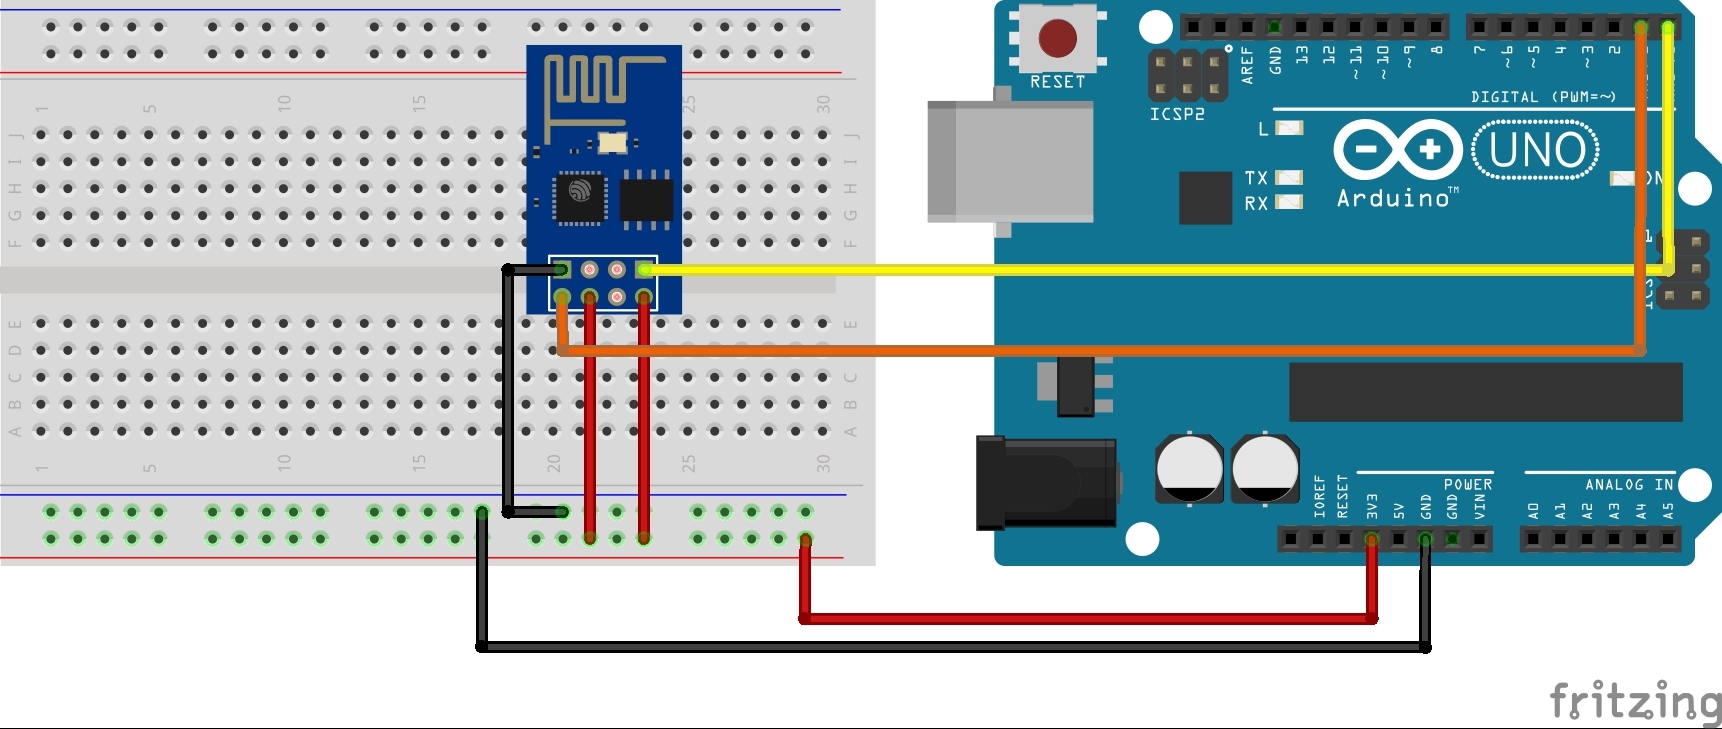 1 5 10 15 25 30
J J
I I
H H
G G
F F
E E
D D
C C
B B
A A
1 5 10 15 20 25 30
RESET
ICSP2
AREF
GND
13
12
~11
~10
~9
8
7
~6
~5
4
~3
2
DIGITAL (PWM=~)
L
TX
RX
UNO
Arduino™
IOREF
RESET
3V3
5V
GND
GND
VIN
POWER
ANALOG IN
A0
A1
A2
A3
A4
A5
fritzing